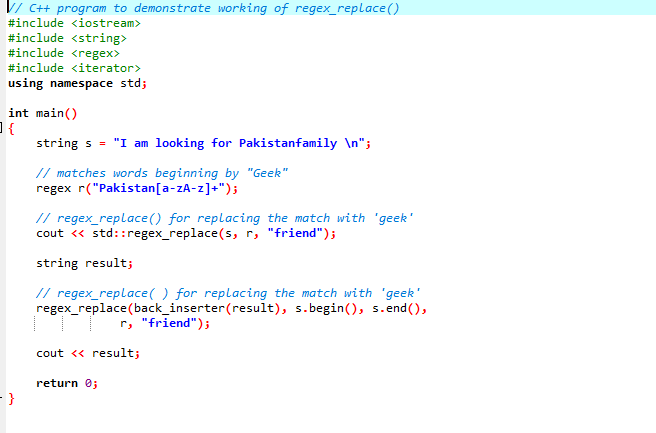 // C++ program to demonstrate working of regex_replace()
#include <iostream>
#include <string>
#include <regex>
#include <iterator>
using namespace std;
int main()
{
string s = "I am looking for Pakistanfamily \n";
// matches words beginning by "Geek"
regex r("Pakistan[a-zA-z]+");
// regex_replace() for replacing the match with 'geek'
cout << std::regex_replace(s, r, "friend");
string result;
// regex_replace( ) for replacing the match with 'geek'
regex_replace(back_inserter(result), s.begin(), s.end(),
r, "friend");
cout << result;
return 0;
}